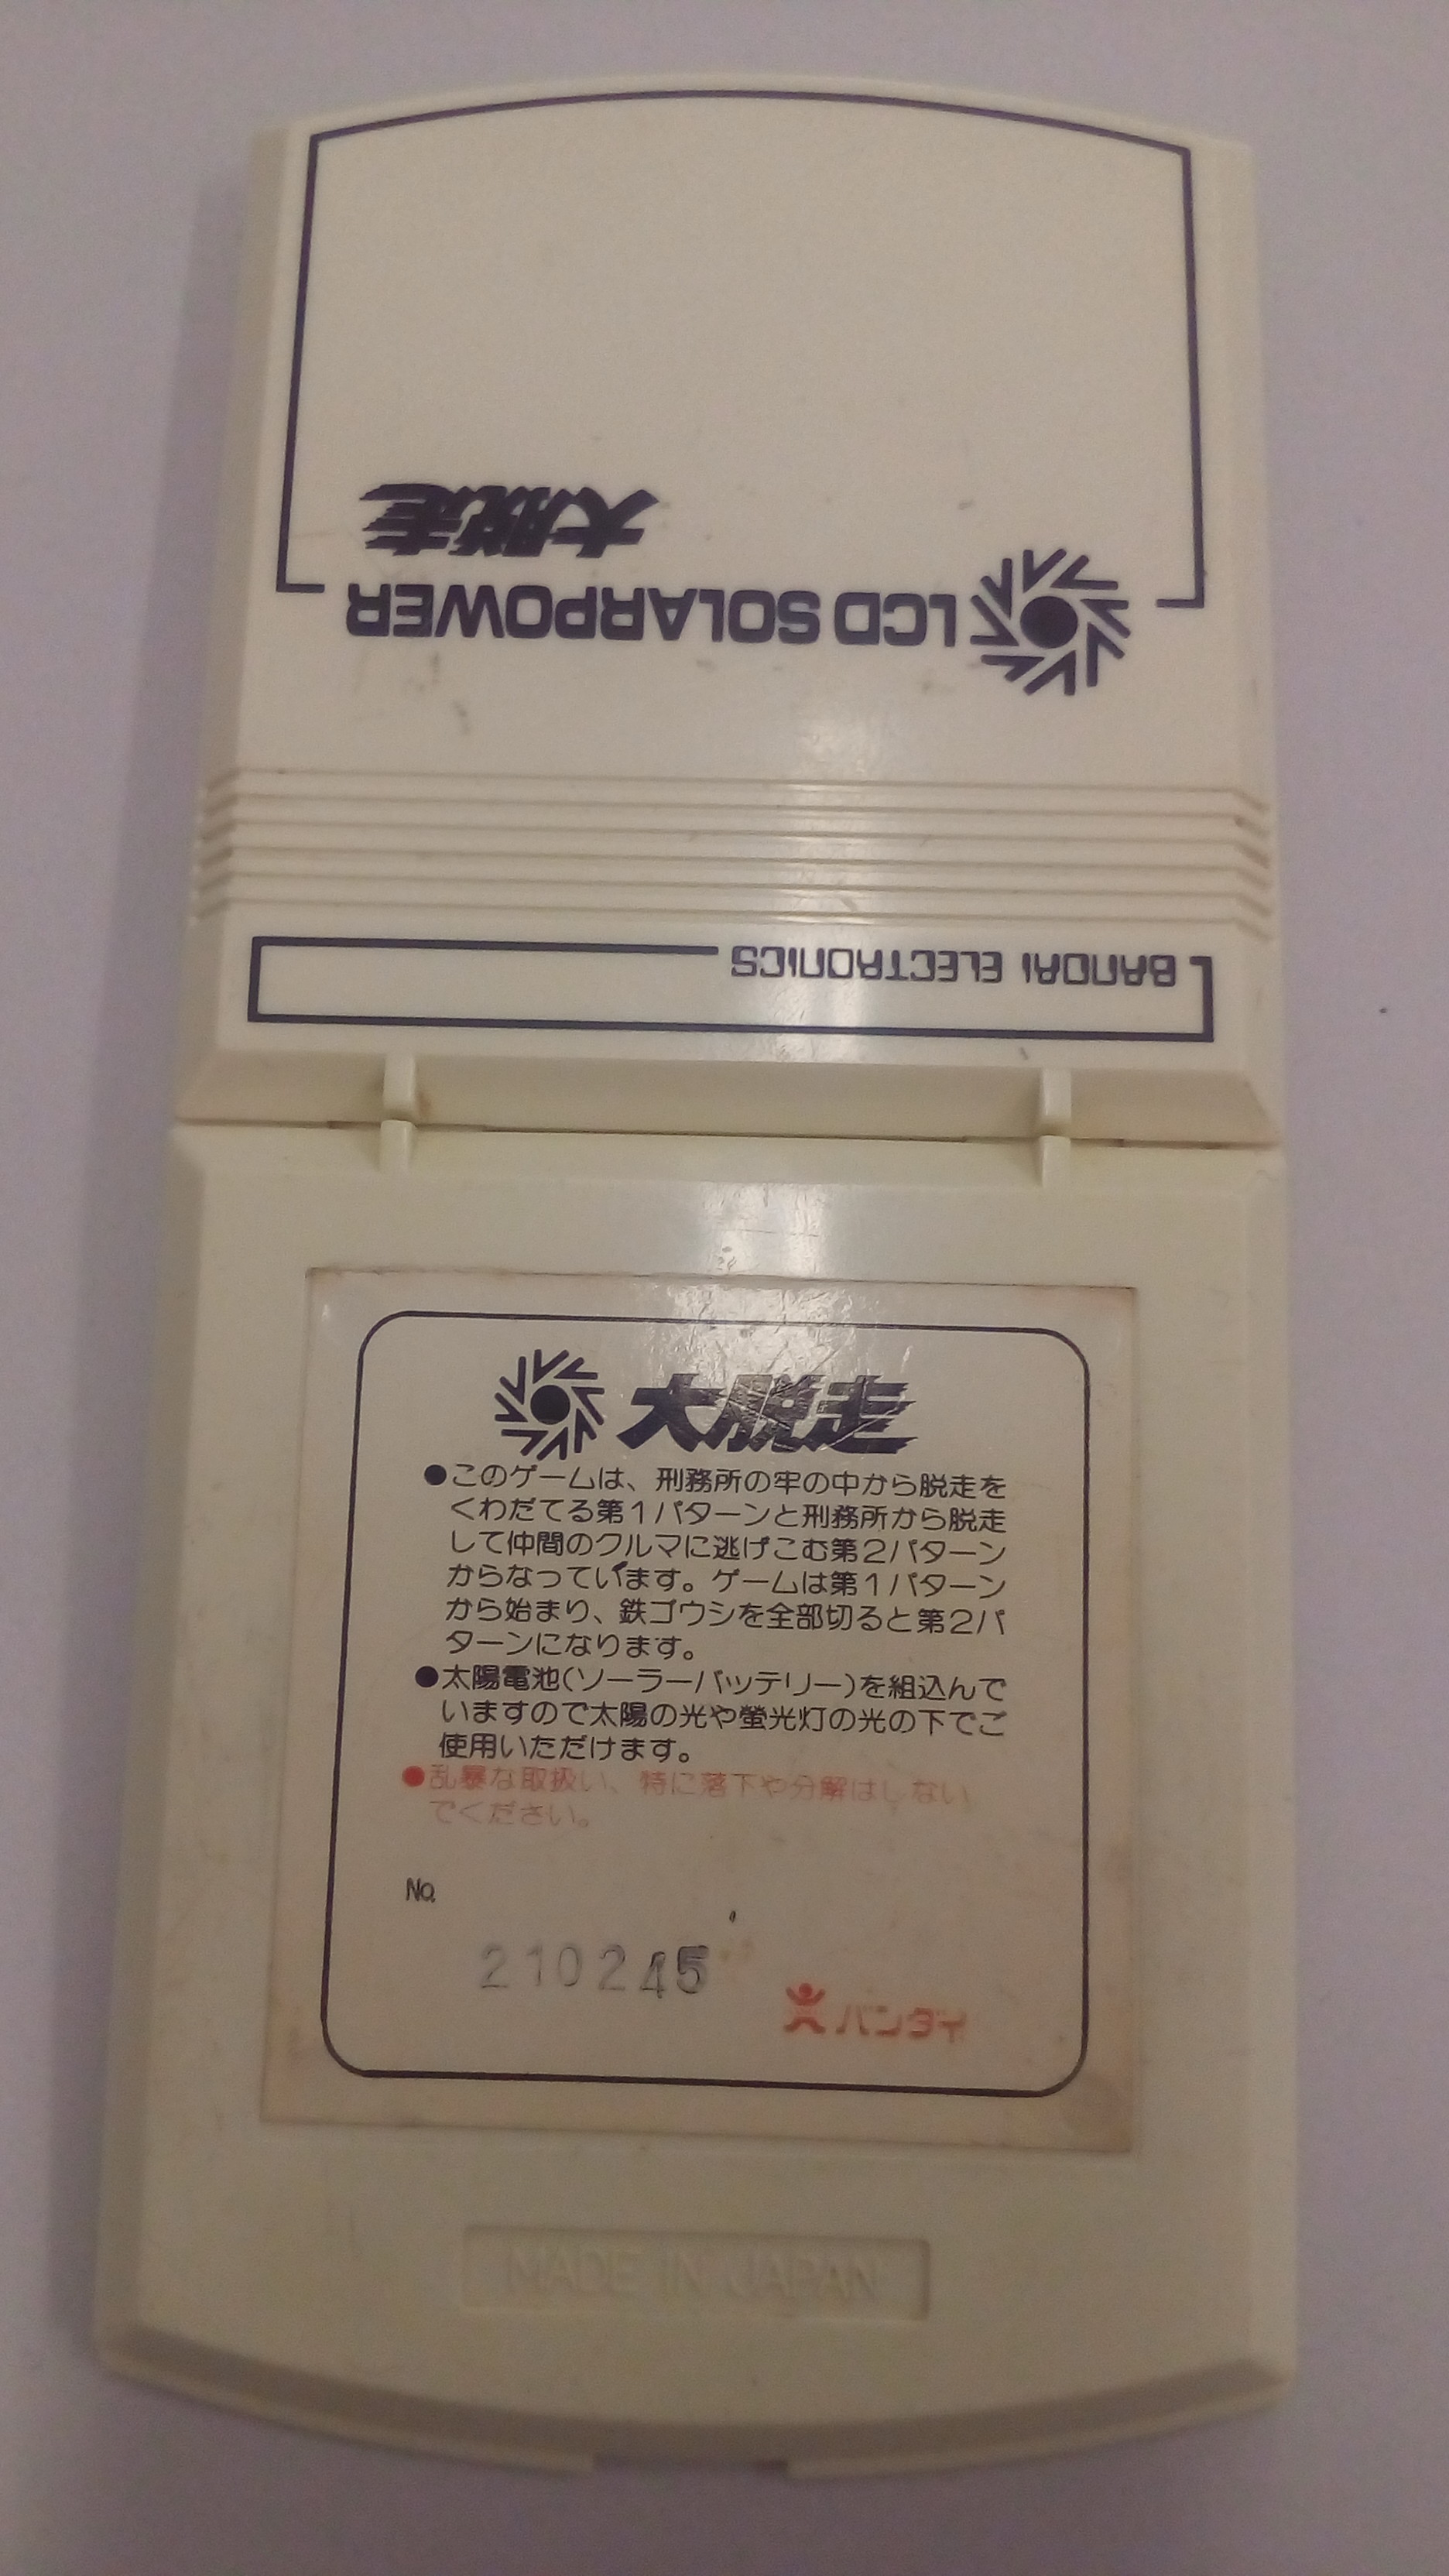 大脱走
LCD SOLARPOWER
BANDAI ELECTRONICS
大脱走
●このゲームは、刑務所の牢の中から脱走を
くわだてる第1パターンと刑務所から脱走
して仲間のクルマに逃げこむ第2パターン
からなっています。ゲームは第1パターン
から始まり、鉄ゴウシを全部切ると第2パ
ターンになります。
●太陽電池(ソーラーバッテリー)を組込んで
いますので太陽の光や螢光灯の光の下でご
使用いただけます。
●乱暴な取扱い、特に落下や分解はしない
でください。
No.
210245
バンダイ
MADE IN JAPAN